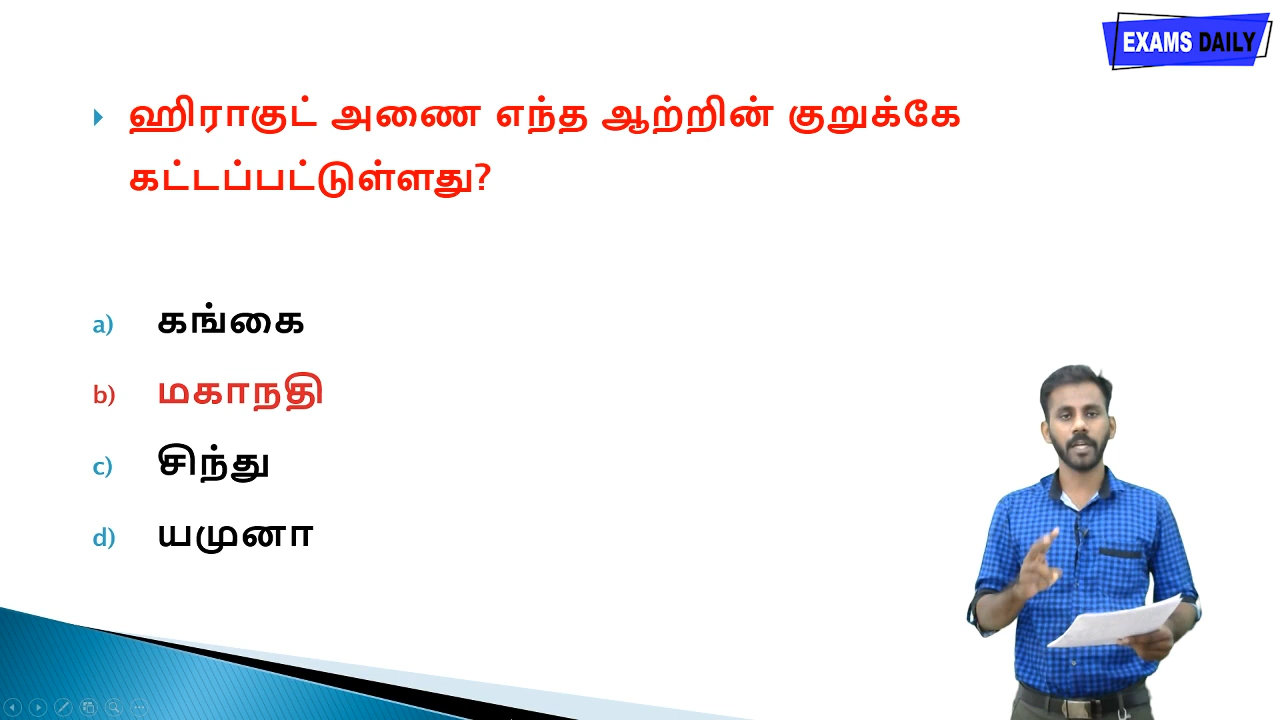 EXAMS DAILY
ஹிராகுட் அணை எந்த ஆற்றின் குறுக்கே
கட்டப்பட்டுள்ளது?
a) கங்கை
b) மகாநதி
c) சிந்து
d) யமுனா